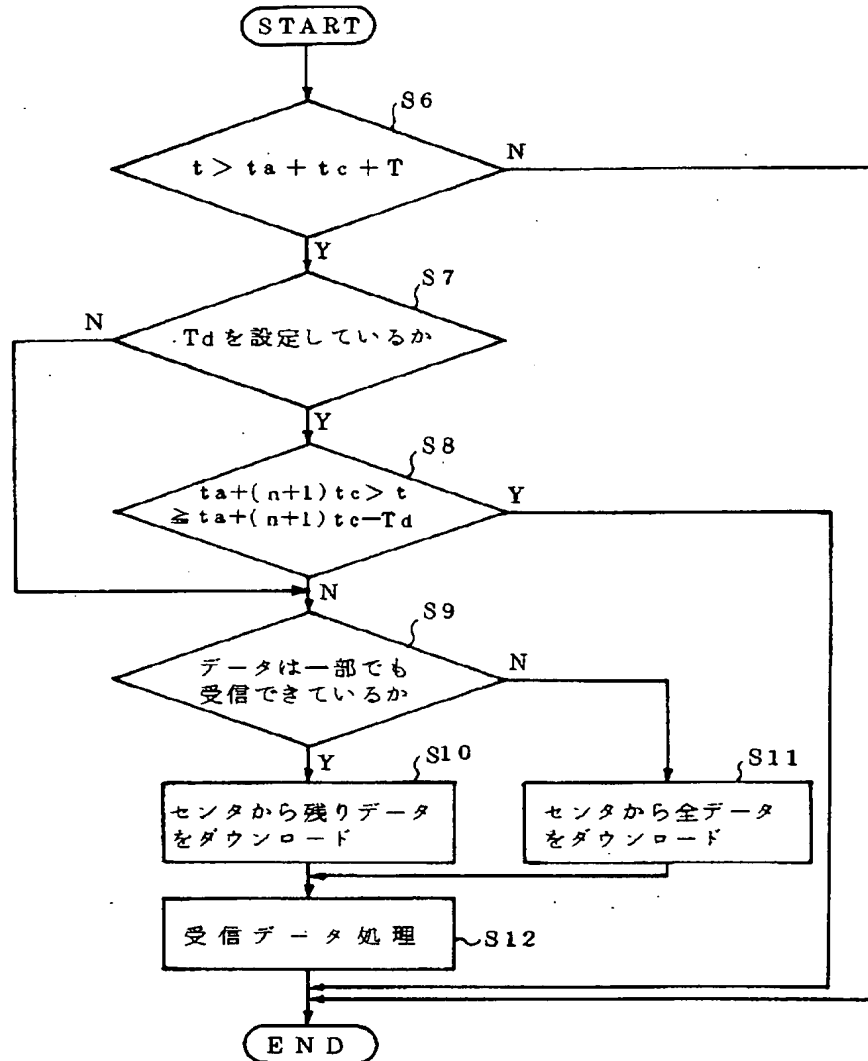 START
S6
t > ta + tc + T
N
Y
S7
N
Tdを設定しているか
Y
S8
ta+(n+1)tc>t
≧ta+(n+1)tc−Td
Y
N
S9
データは一部でも
受信できているか
N
Y
S10
S11
センタから残りデータ
をダウンロード
センタから全データ
をダウンロード
受信データ処理
S12
END